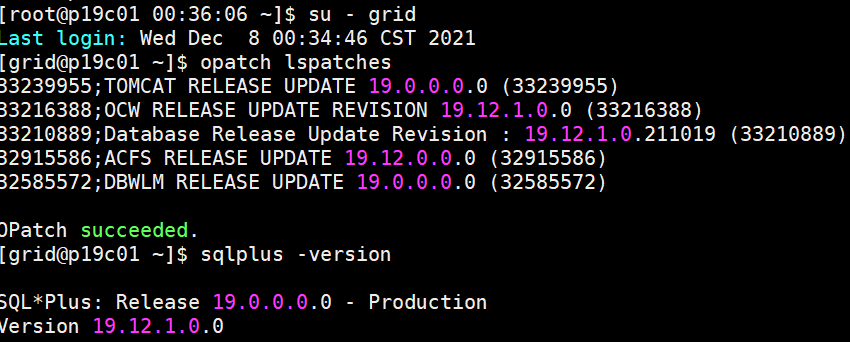 [root@p19c01 00:36:06 ~]$ su - grid
Last login: Wed Dec  8 00:34:46 CST 2021
[grid@p19c01 ~]$ opatch lspatches
33239955;TOMCAT RELEASE UPDATE 19.0.0.0.0 (33239955)
33216388;OCW RELEASE UPDATE REVISION 19.12.1.0.0 (33216388)
33210889;Database Release Update Revision : 19.12.1.0.211019 (33210889)
32915586;ACFS RELEASE UPDATE 19.12.0.0.0 (32915586)
32585572;DBWLM RELEASE UPDATE 19.0.0.0.0 (32585572)

OPatch succeeded.
[grid@p19c01 ~]$ sqlplus -version

SQL*Plus: Release 19.0.0.0.0 - Production
Version 19.12.1.0.0